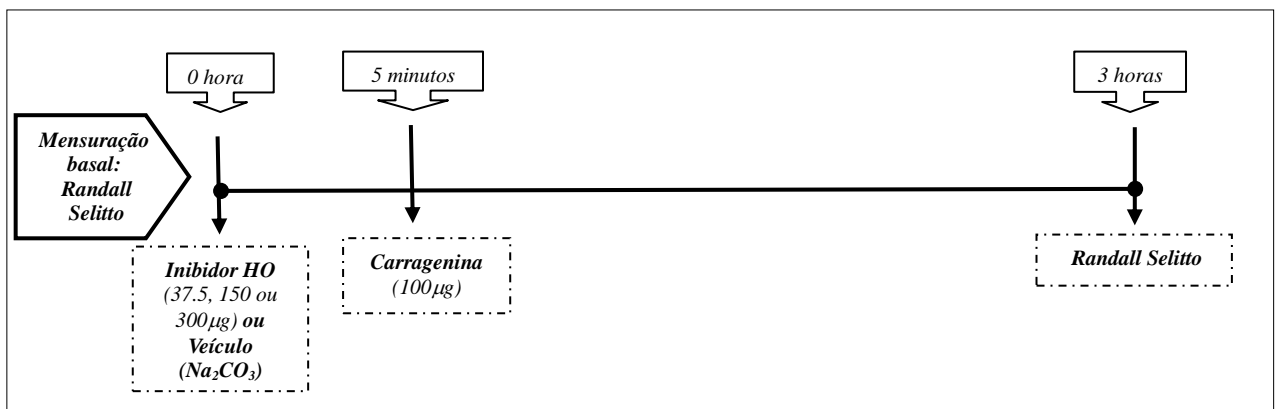 0 hora
5 minutos
3 horas
Mensuração
basal:
Randall
Selitto
Inibidor HO
(37.5, 150 ou
300µg) ou
Veículo
(Na₂CO₃)
Carragenina
(100µg)
Randall Selitto